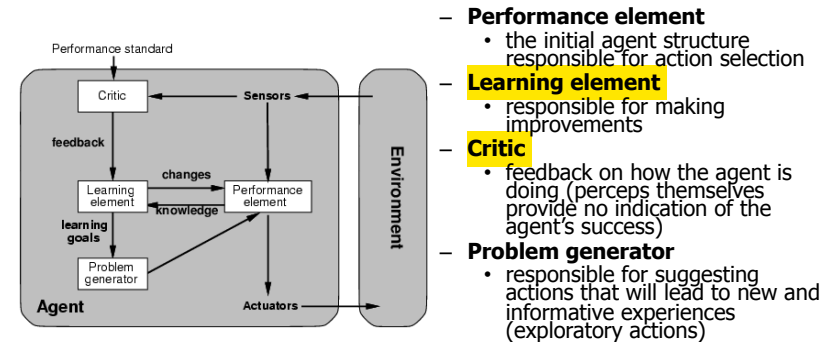 Performance standard
Critic
Sensors
feedback
changes
Learning element
Performance element
knowledge
learning goals
Problem generator
Agent
Actuators
Environment
– Performance element
• the initial agent structure
responsible for action selection
– Learning element
• responsible for making
improvements
– Critic
• feedback on how the agent is
doing (perceps themselves
provide no indication of the
agent's success)
– Problem generator
• responsible for suggesting
actions that will lead to new and
informative experiences
(exploratory actions)